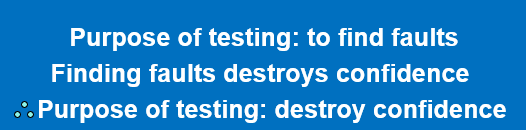 Purpose of testing: to find faults
Finding faults destroys confidence
∴ Purpose of testing: destroy confidence